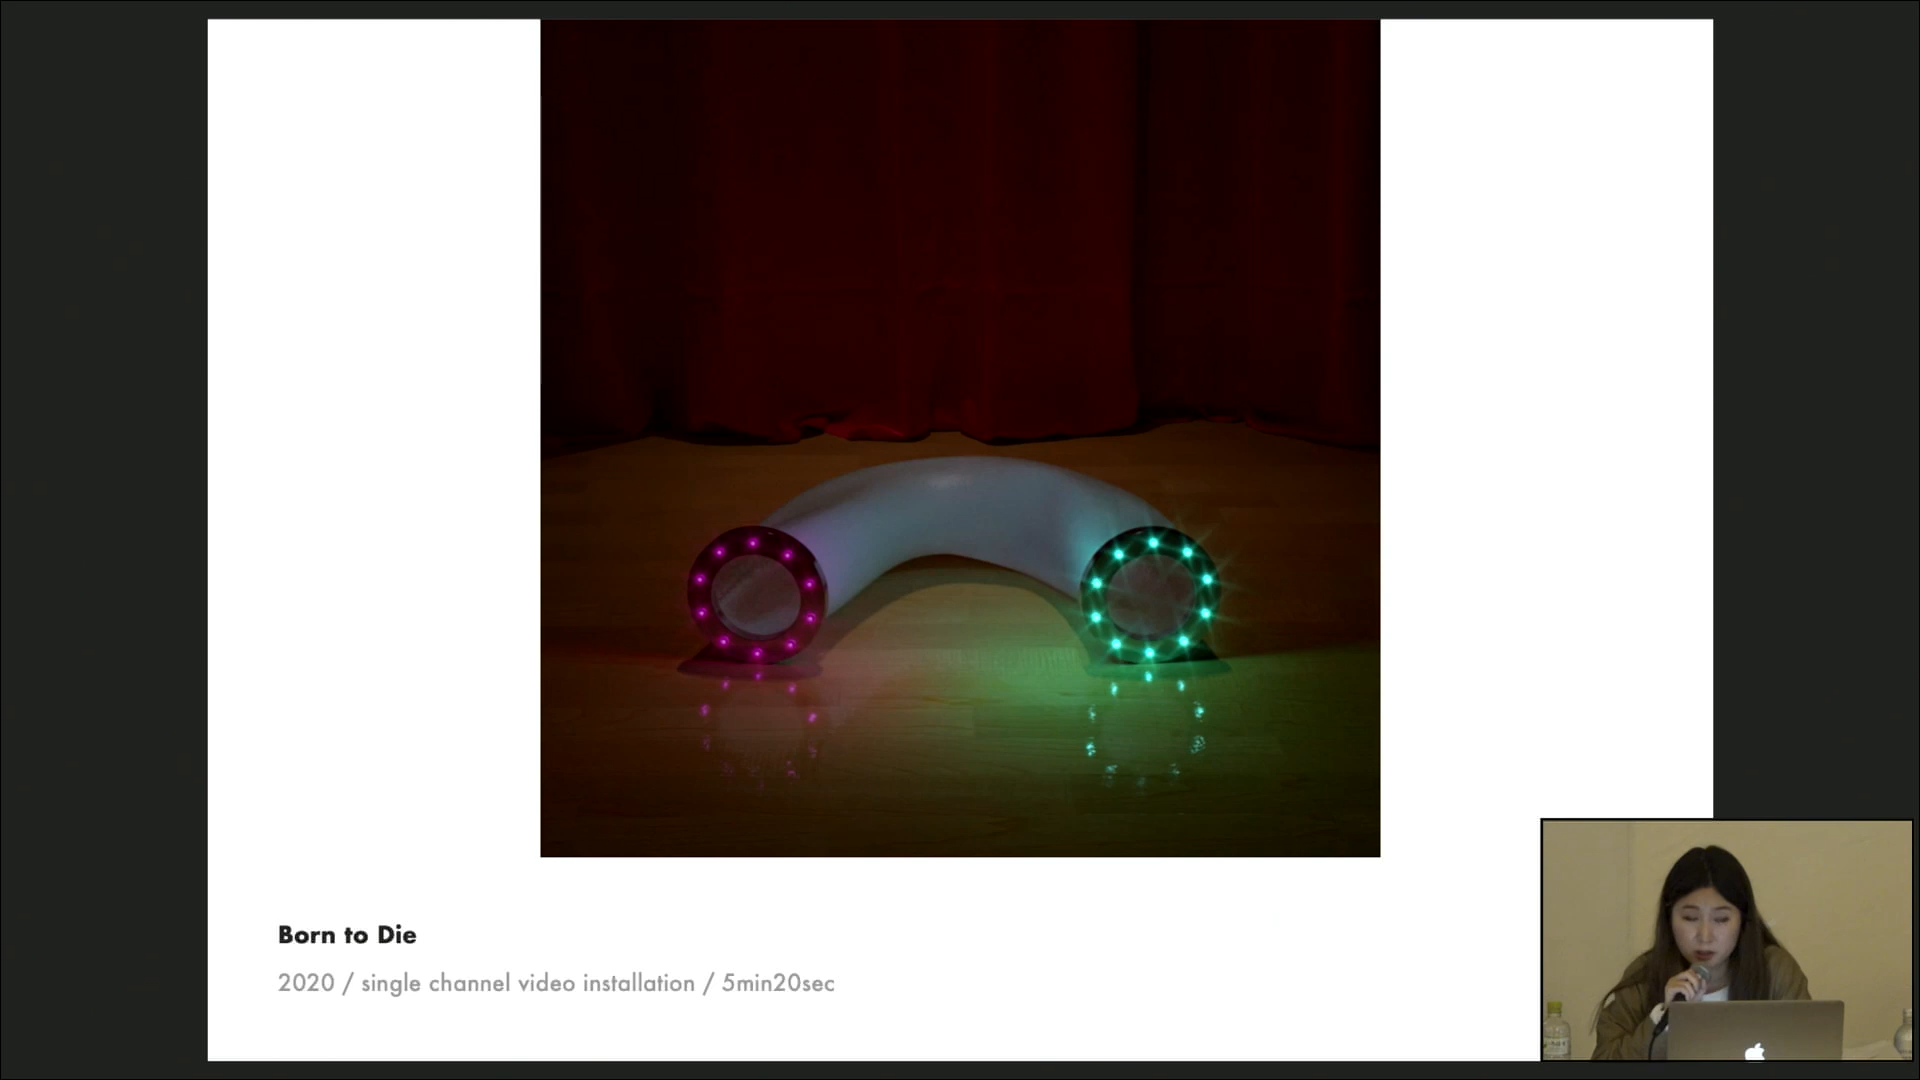 Born to Die
2020 / single channel video installation / 5min20sec